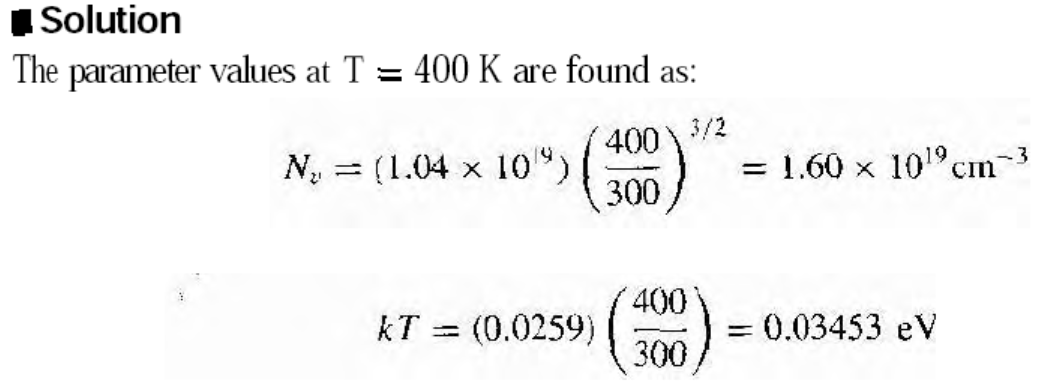 Solution
The parameter values at T = 400 K are found as:
N_v = (1.04 × 10^19) (400/300)^3/2 = 1.60 × 10^19 cm^-3
kT = (0.0259) (400/300) = 0.03453 eV